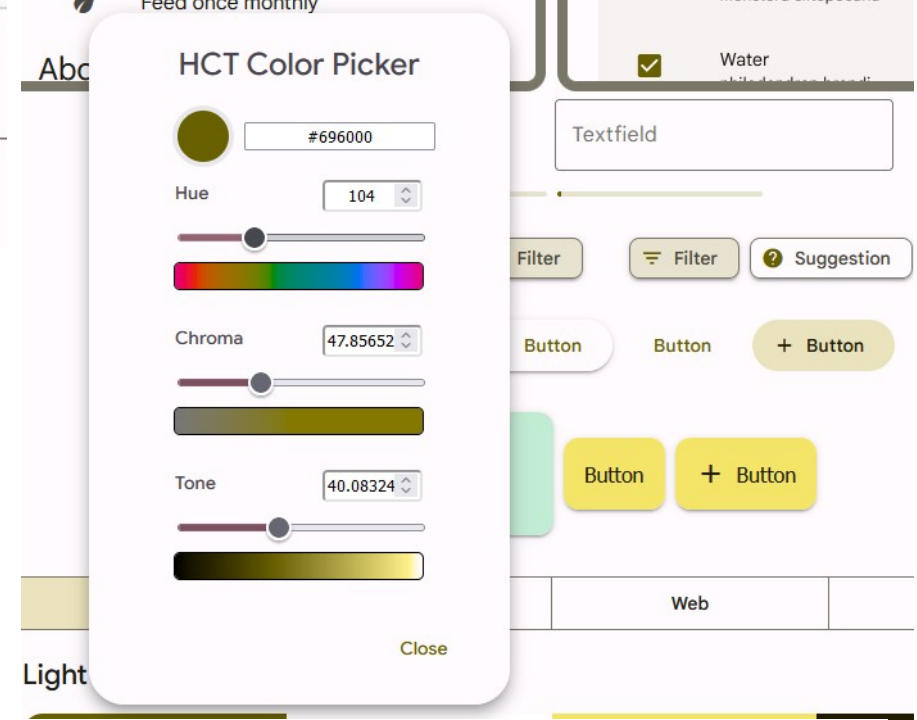 Feed once monthly
Abo
HCT Color Picker
#696000
Hue
104
Chroma
47.85652
Tone
40.08324
Close
Water
Textfield
Filter
Filter
Suggestion
Button
Button
+ Button
Button
+ Button
Web
Light